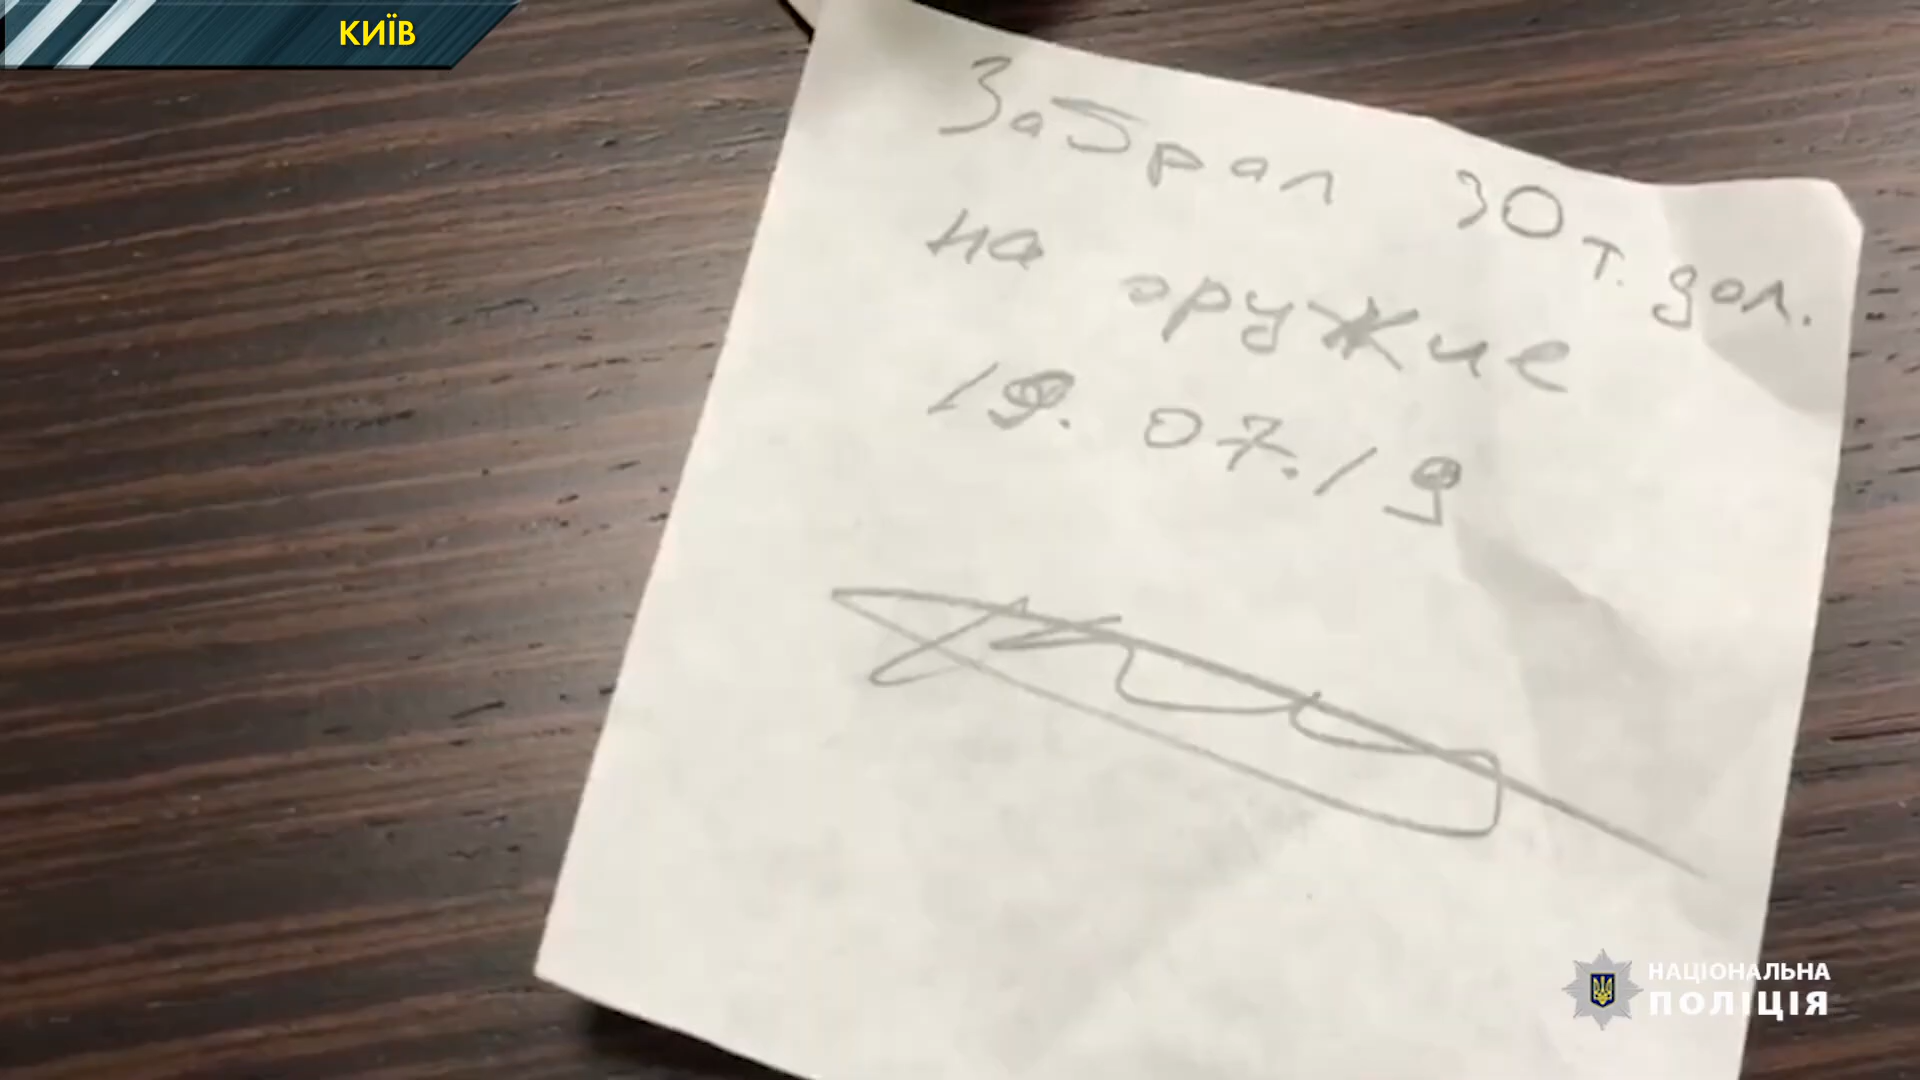 КИЇВ
Забрал 30 т. дол.
на оружие
19.07.19
НАЦІОНАЛЬНА
ПОЛІЦІЯ